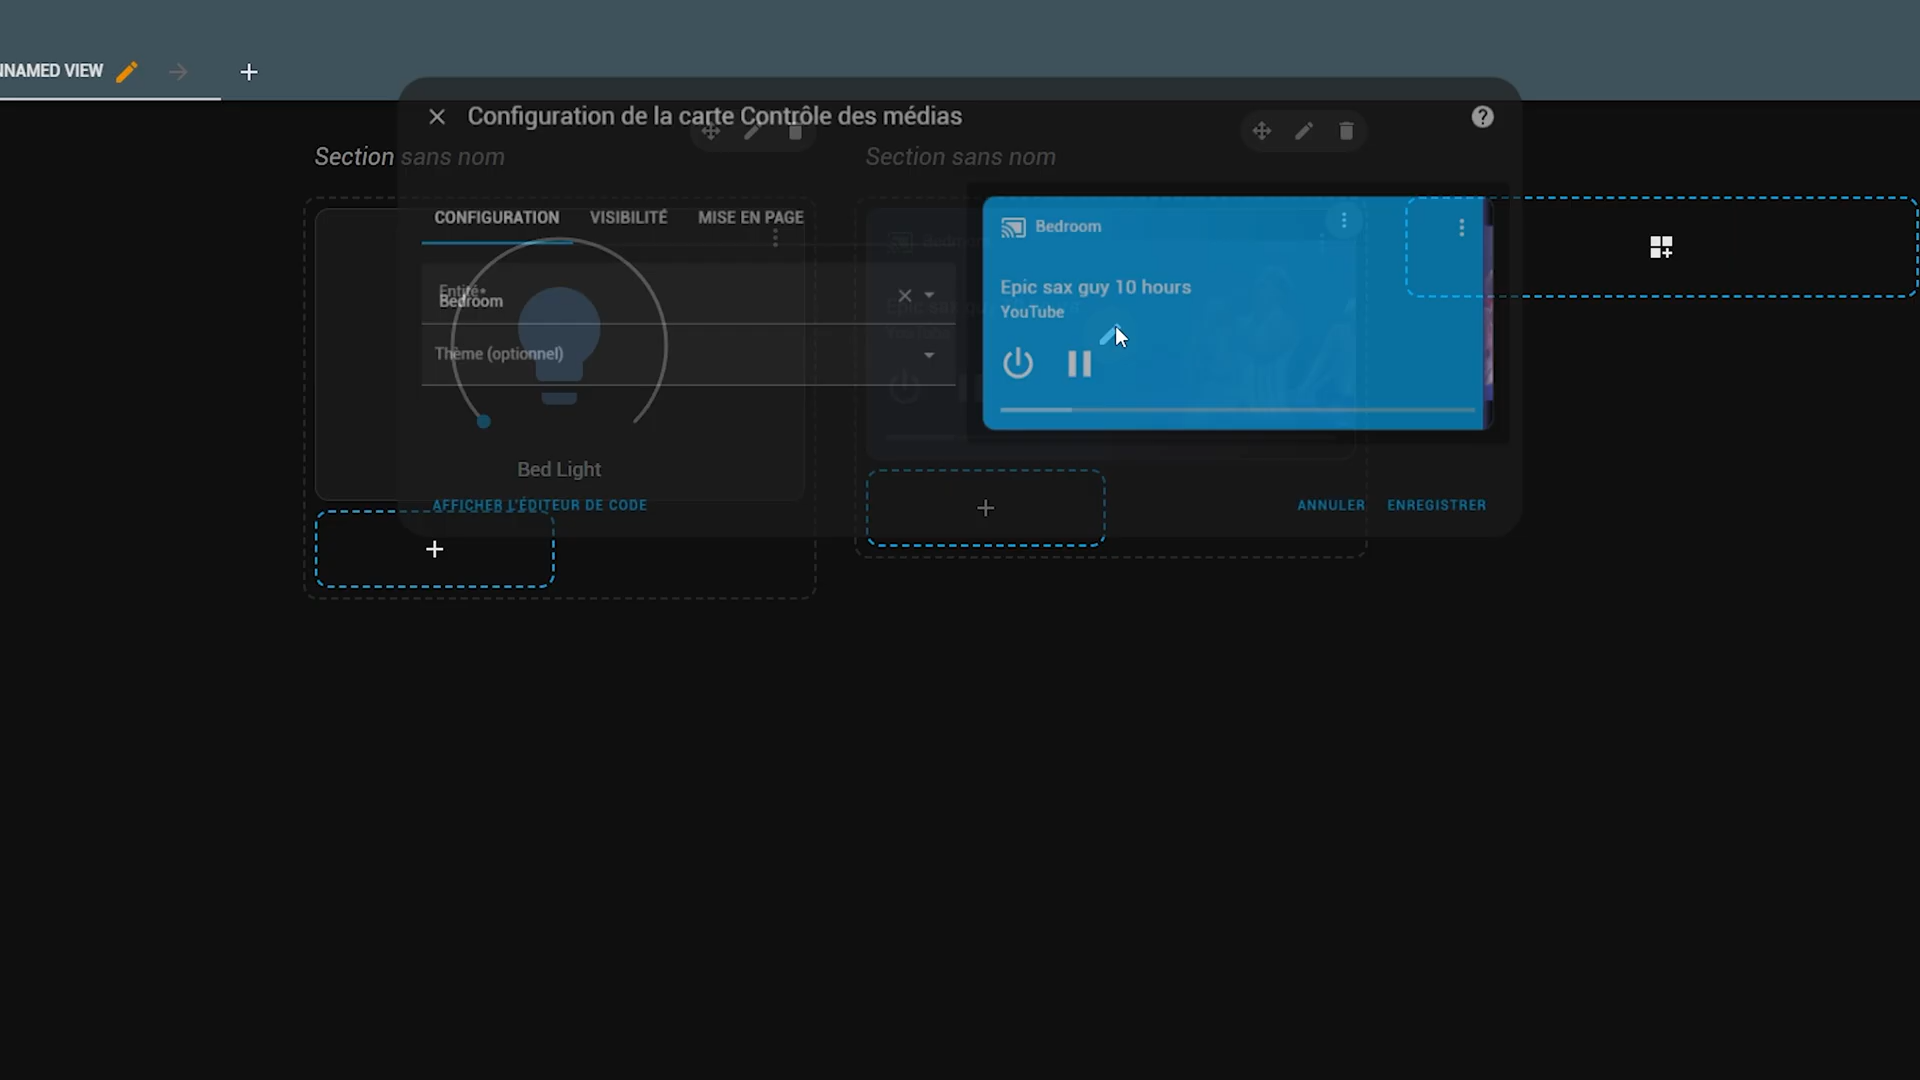 NNAMED VIEW
Configuration de la carte Contrôle des médias
Section sans nom
Section sans nom
CONFIGURATION
VISIBILITÉ
MISE EN PAGE
Entité*
Bedroom
Thème (optionnel)
Bedroom
Epic sax guy 10 hours
YouTube
Bed Light
AFFICHER L'ÉDITEUR DE CODE
ANNULER
ENREGISTRER